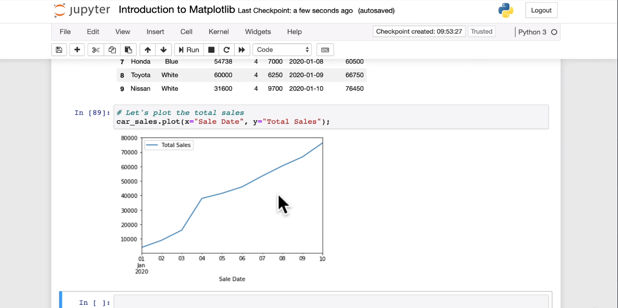 jupyter Introduction to Matplotlib Last Checkpoint: a few seconds ago (autosaved) Logout
File Edit View Insert Cell Kernel Widgets Help Checkpoint created: 09:53:27 Trusted Python 3
Run Code
7 Honda Blue 54738 4 7000 2020-01-08 60500
8 Toyota White 60000 4 6250 2020-01-09 66750
9 Nissan White 31600 4 9700 2020-01-10 76450
In [89]: # Let's plot the total sales
car_sales.plot(x="Sale Date", y="Total Sales");
80000
Total Sales
70000
60000
50000
40000
30000
20000
10000
01 02 03 04 05 06 07 08 09 10
Jan
2020
Sale Date
In [ ]: